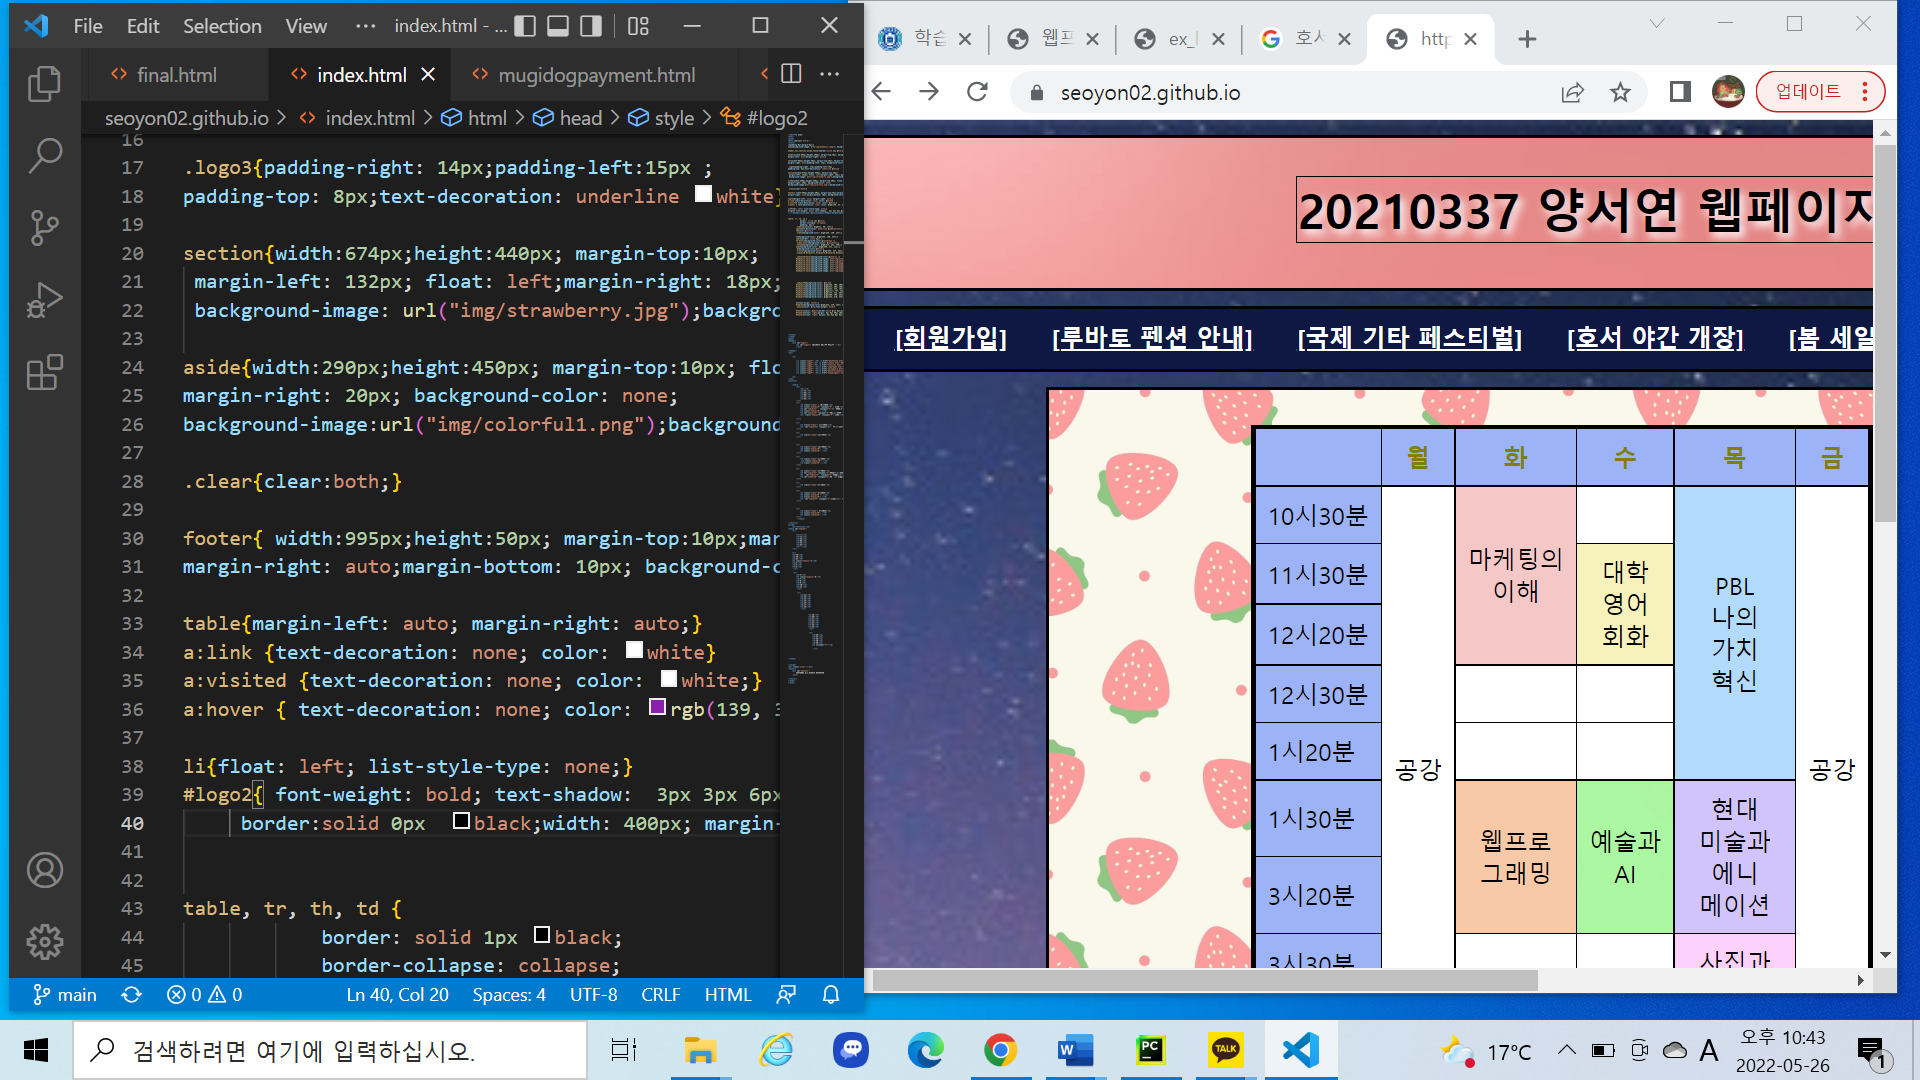 File Edit Selection View ··· index.html - ...
final.html index.html mugidogpayment.html
seoyon02.github.io > index.html > html > head > style > #logo2
16
17 .logo3{padding-right: 14px;padding-left:15px ;
18 padding-top: 8px;text-decoration: underline white}
19
20 section{width:674px;height:440px; margin-top:10px;
21 margin-left: 132px; float: left;margin-right: 18px;
22 background-image: url("img/strawberry.jpg");backgro
23
24 aside{width:290px;height:450px; margin-top:10px; flo
25 margin-right: 20px; background-color: none;
26 background-image:url("img/colorful1.png");background
27
28 .clear{clear:both;}
29
30 footer{ width:995px;height:50px; margin-top:10px;mar
31 margin-right: auto;margin-bottom: 10px; background-c
32
33 table{margin-left: auto; margin-right: auto;}
34 a:link {text-decoration: none; color: white}
35 a:visited {text-decoration: none; color: white;}
36 a:hover { text-decoration: none; color: rgb(139, 3
37
38 li{float: left; list-style-type: none;}
39 #logo2{ font-weight: bold; text-shadow: 3px 3px 6px
40 border:solid 0px black;width: 400px; margin-
41
42
43 table, tr, th, td {
44 border: solid 1px black;
45 border-collapse: collapse;
main 0 0 Ln 40, Col 20 Spaces: 4 UTF-8 CRLF HTML
학습 웹프 ex_l 호서 http
seoyon02.github.io 업데이트
20210337 양서연 웹페이지
[회원가입] [루바토 펜션 안내] [국제 기타 페스티벌] [호서 야간 개장] [봄 세일
월 화 수 목 금
10시30분
11시30분
12시20분
12시30분
1시20분
1시30분
3시20분
3시30분
공강
마케팅의
이해
웹프로
그래밍
대학
영어
회화
예술과
AI
PBL
나의
가치
혁신
현대
미술과
에니
메이션
사진과
공강
검색하려면 여기에 입력하십시오.
17°C A 오후 10:43
2022-05-26
1